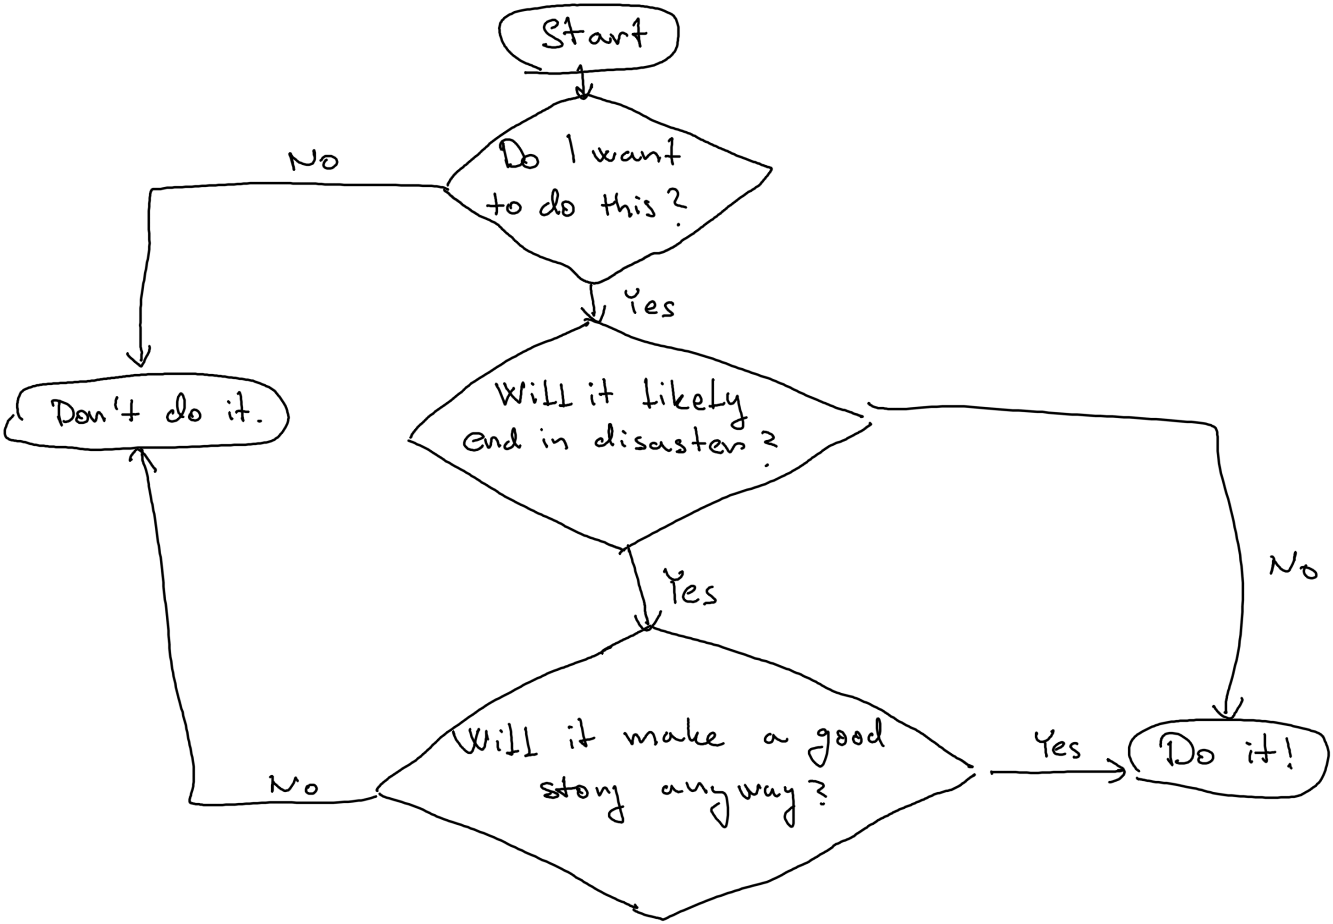 Start
Do I want
to do this?
No
Yes
Don't do it.
Will it likely
end in disaster?
No
Yes
Will it make a good
story anyway?
No
Yes
Do it!